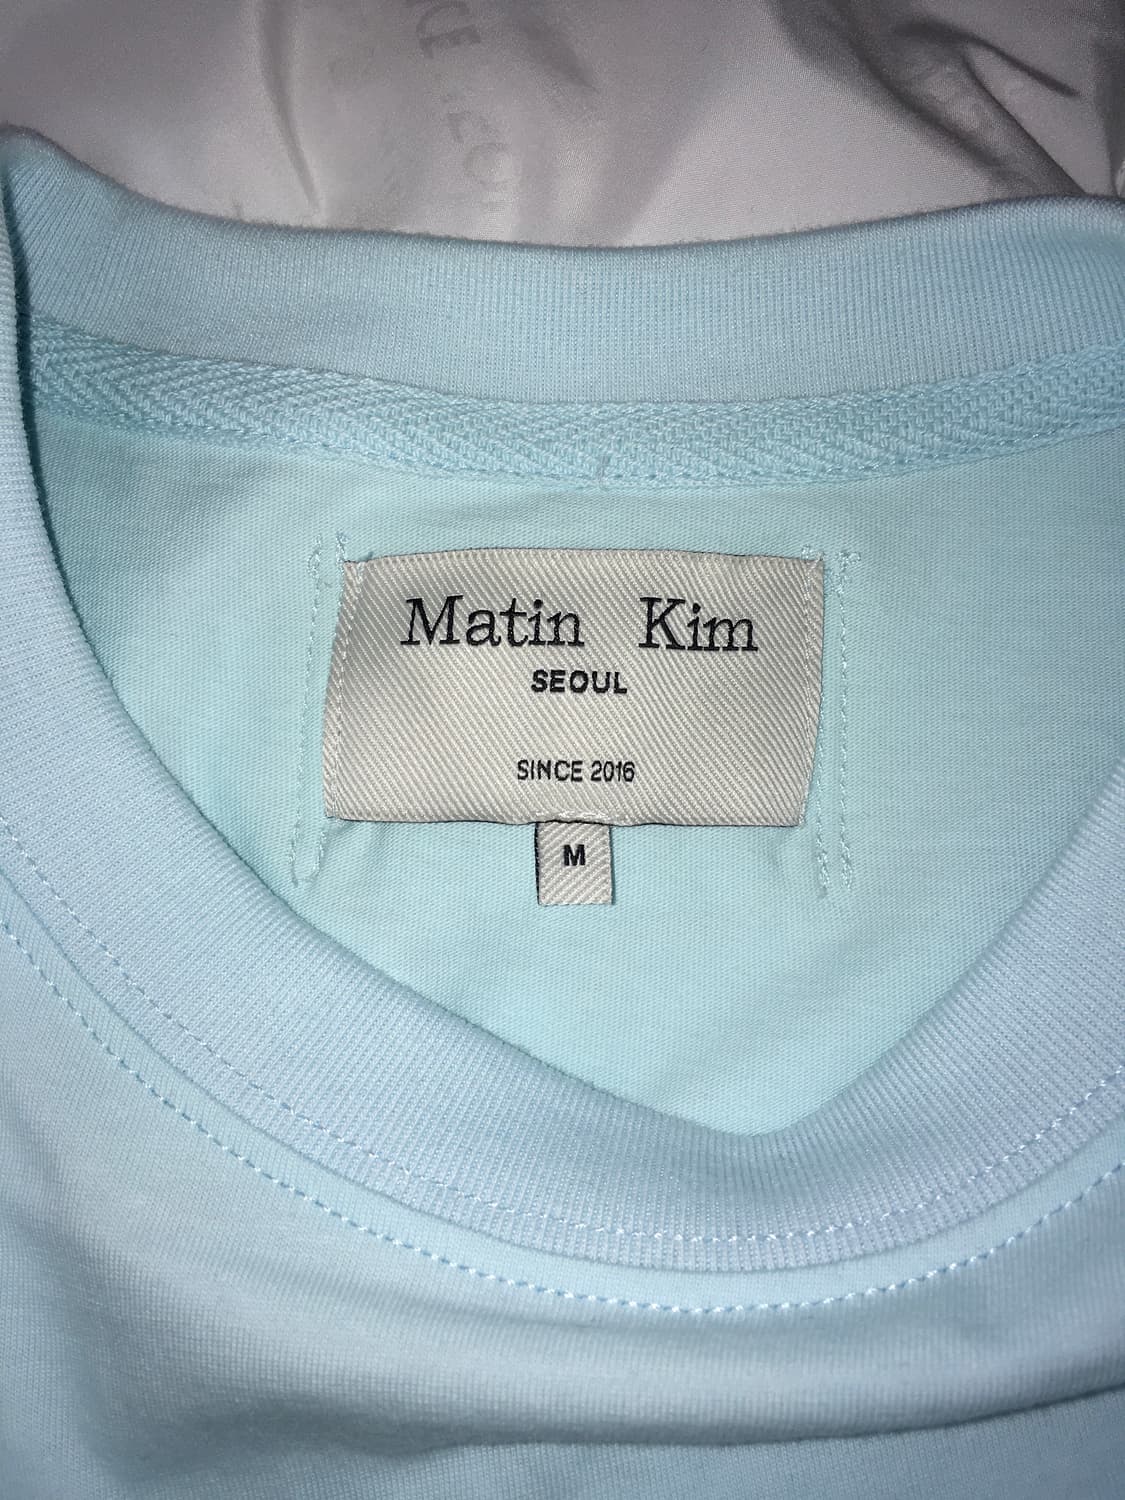 Matin Kim
SEOUL
SINCE 2016
M